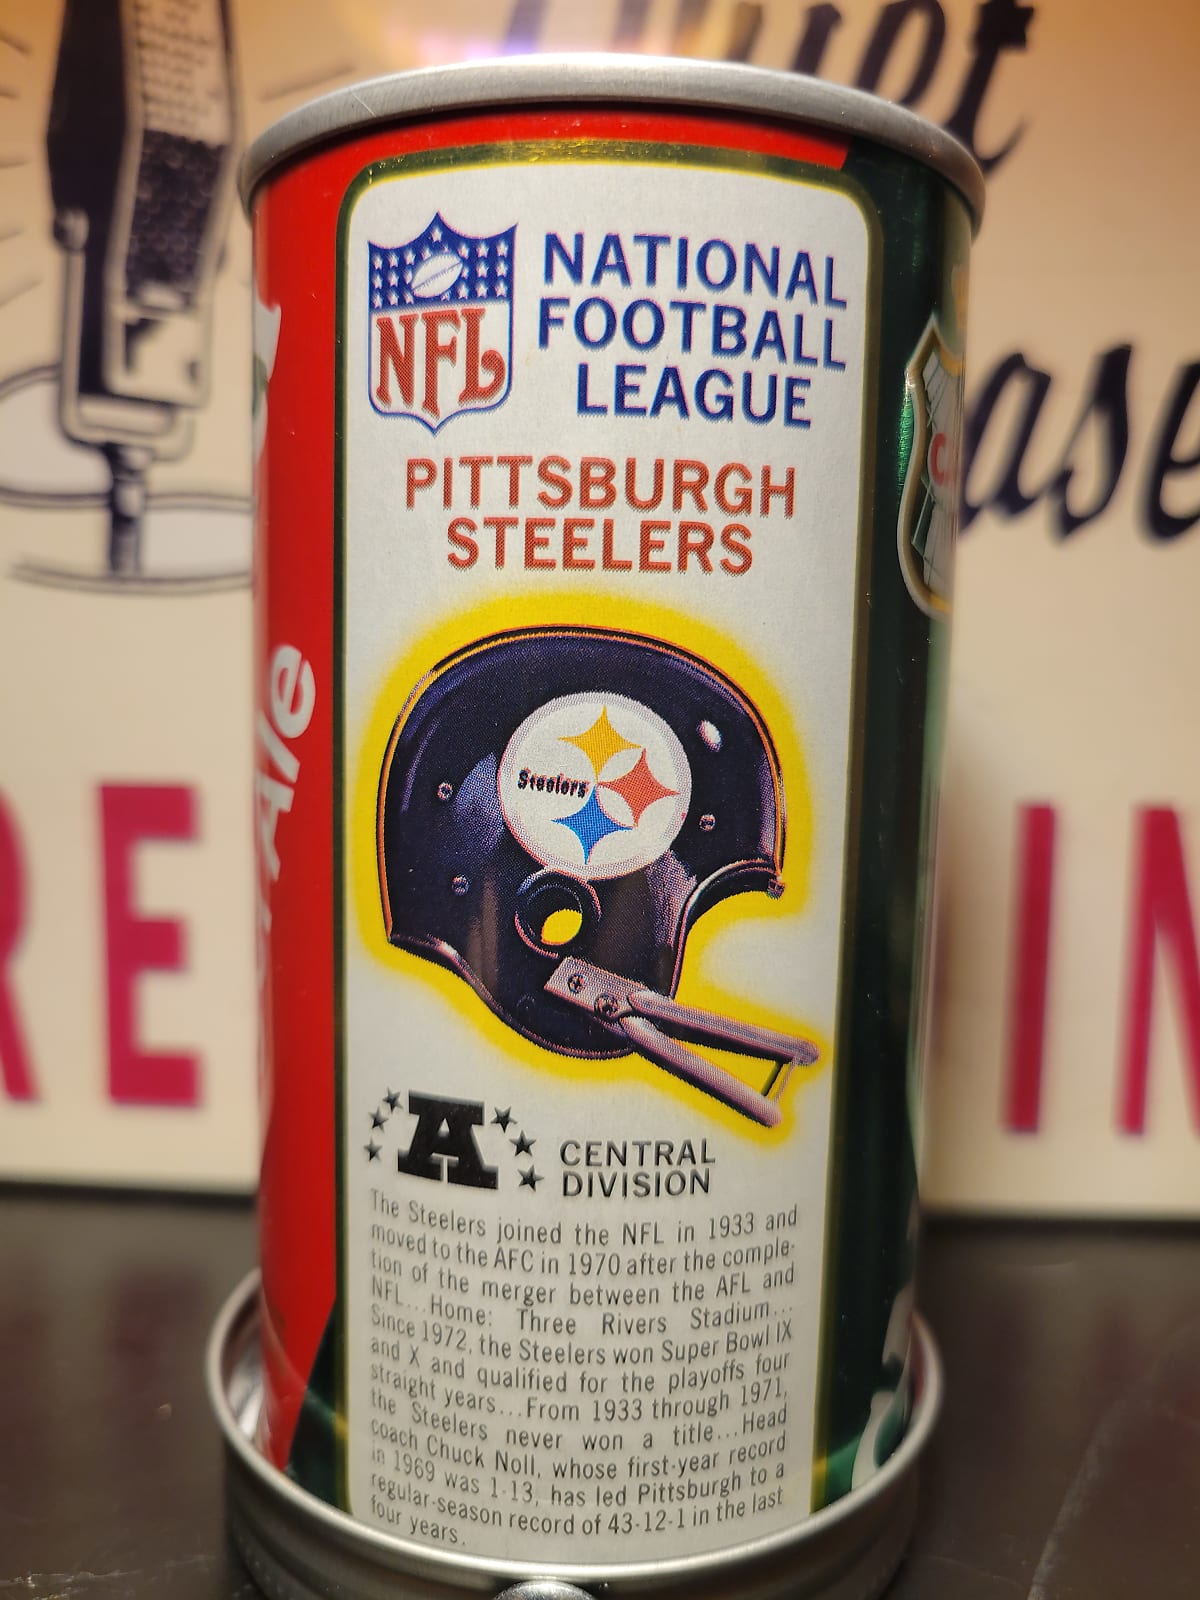 NFL
NATIONAL
FOOTBALL
LEAGUE
PITTSBURGH
STEELERS
Steelers
A
CENTRAL
DIVISION
The Steelers joined the NFL in 1933 and
moved to the AFC in 1970 after the comple-
tion of the merger between the AFL and
NFL...Home: Three Rivers Stadium...
Since 1972, the Steelers won Super Bowl IX
and X and qualified for the playoffs four
straight years...From 1933 through 1971,
the Steelers never won a title...Head
coach Chuck Noll, whose first-year record
in 1969 was 1-13, has led Pittsburgh to a
regular-season record of 43-12-1 in the last
four years.